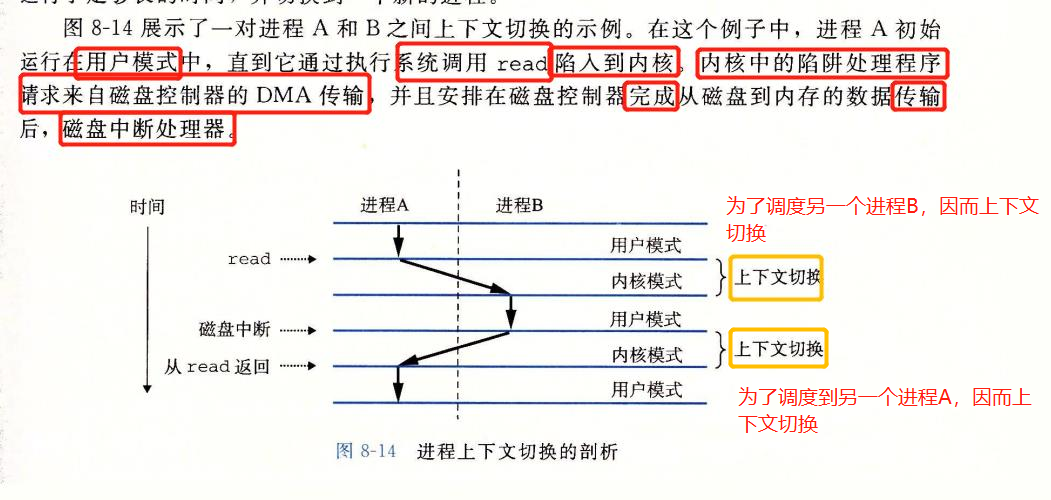 图 8-14 展示了一对进程 A 和 B 之间上下文切换的示例。在这个例子中，进程 A 初始
运行在用户模式中，直到它通过执行系统调用 read 陷入到内核。内核中的陷阱处理程序
请求来自磁盘控制器的 DMA 传输，并且安排在磁盘控制器完成从磁盘到内存的数据传输
后，磁盘中断处理器。
时间
进程A
进程B
为了调度另一个进程B，因而上下文
切换
用户模式
read
内核模式
上下文切换
用户模式
磁盘中断
内核模式
上下文切换
从 read 返回
用户模式
为了调度到另一个进程A，因而上下
文切换
图 8-14 进程上下文切换的剖析